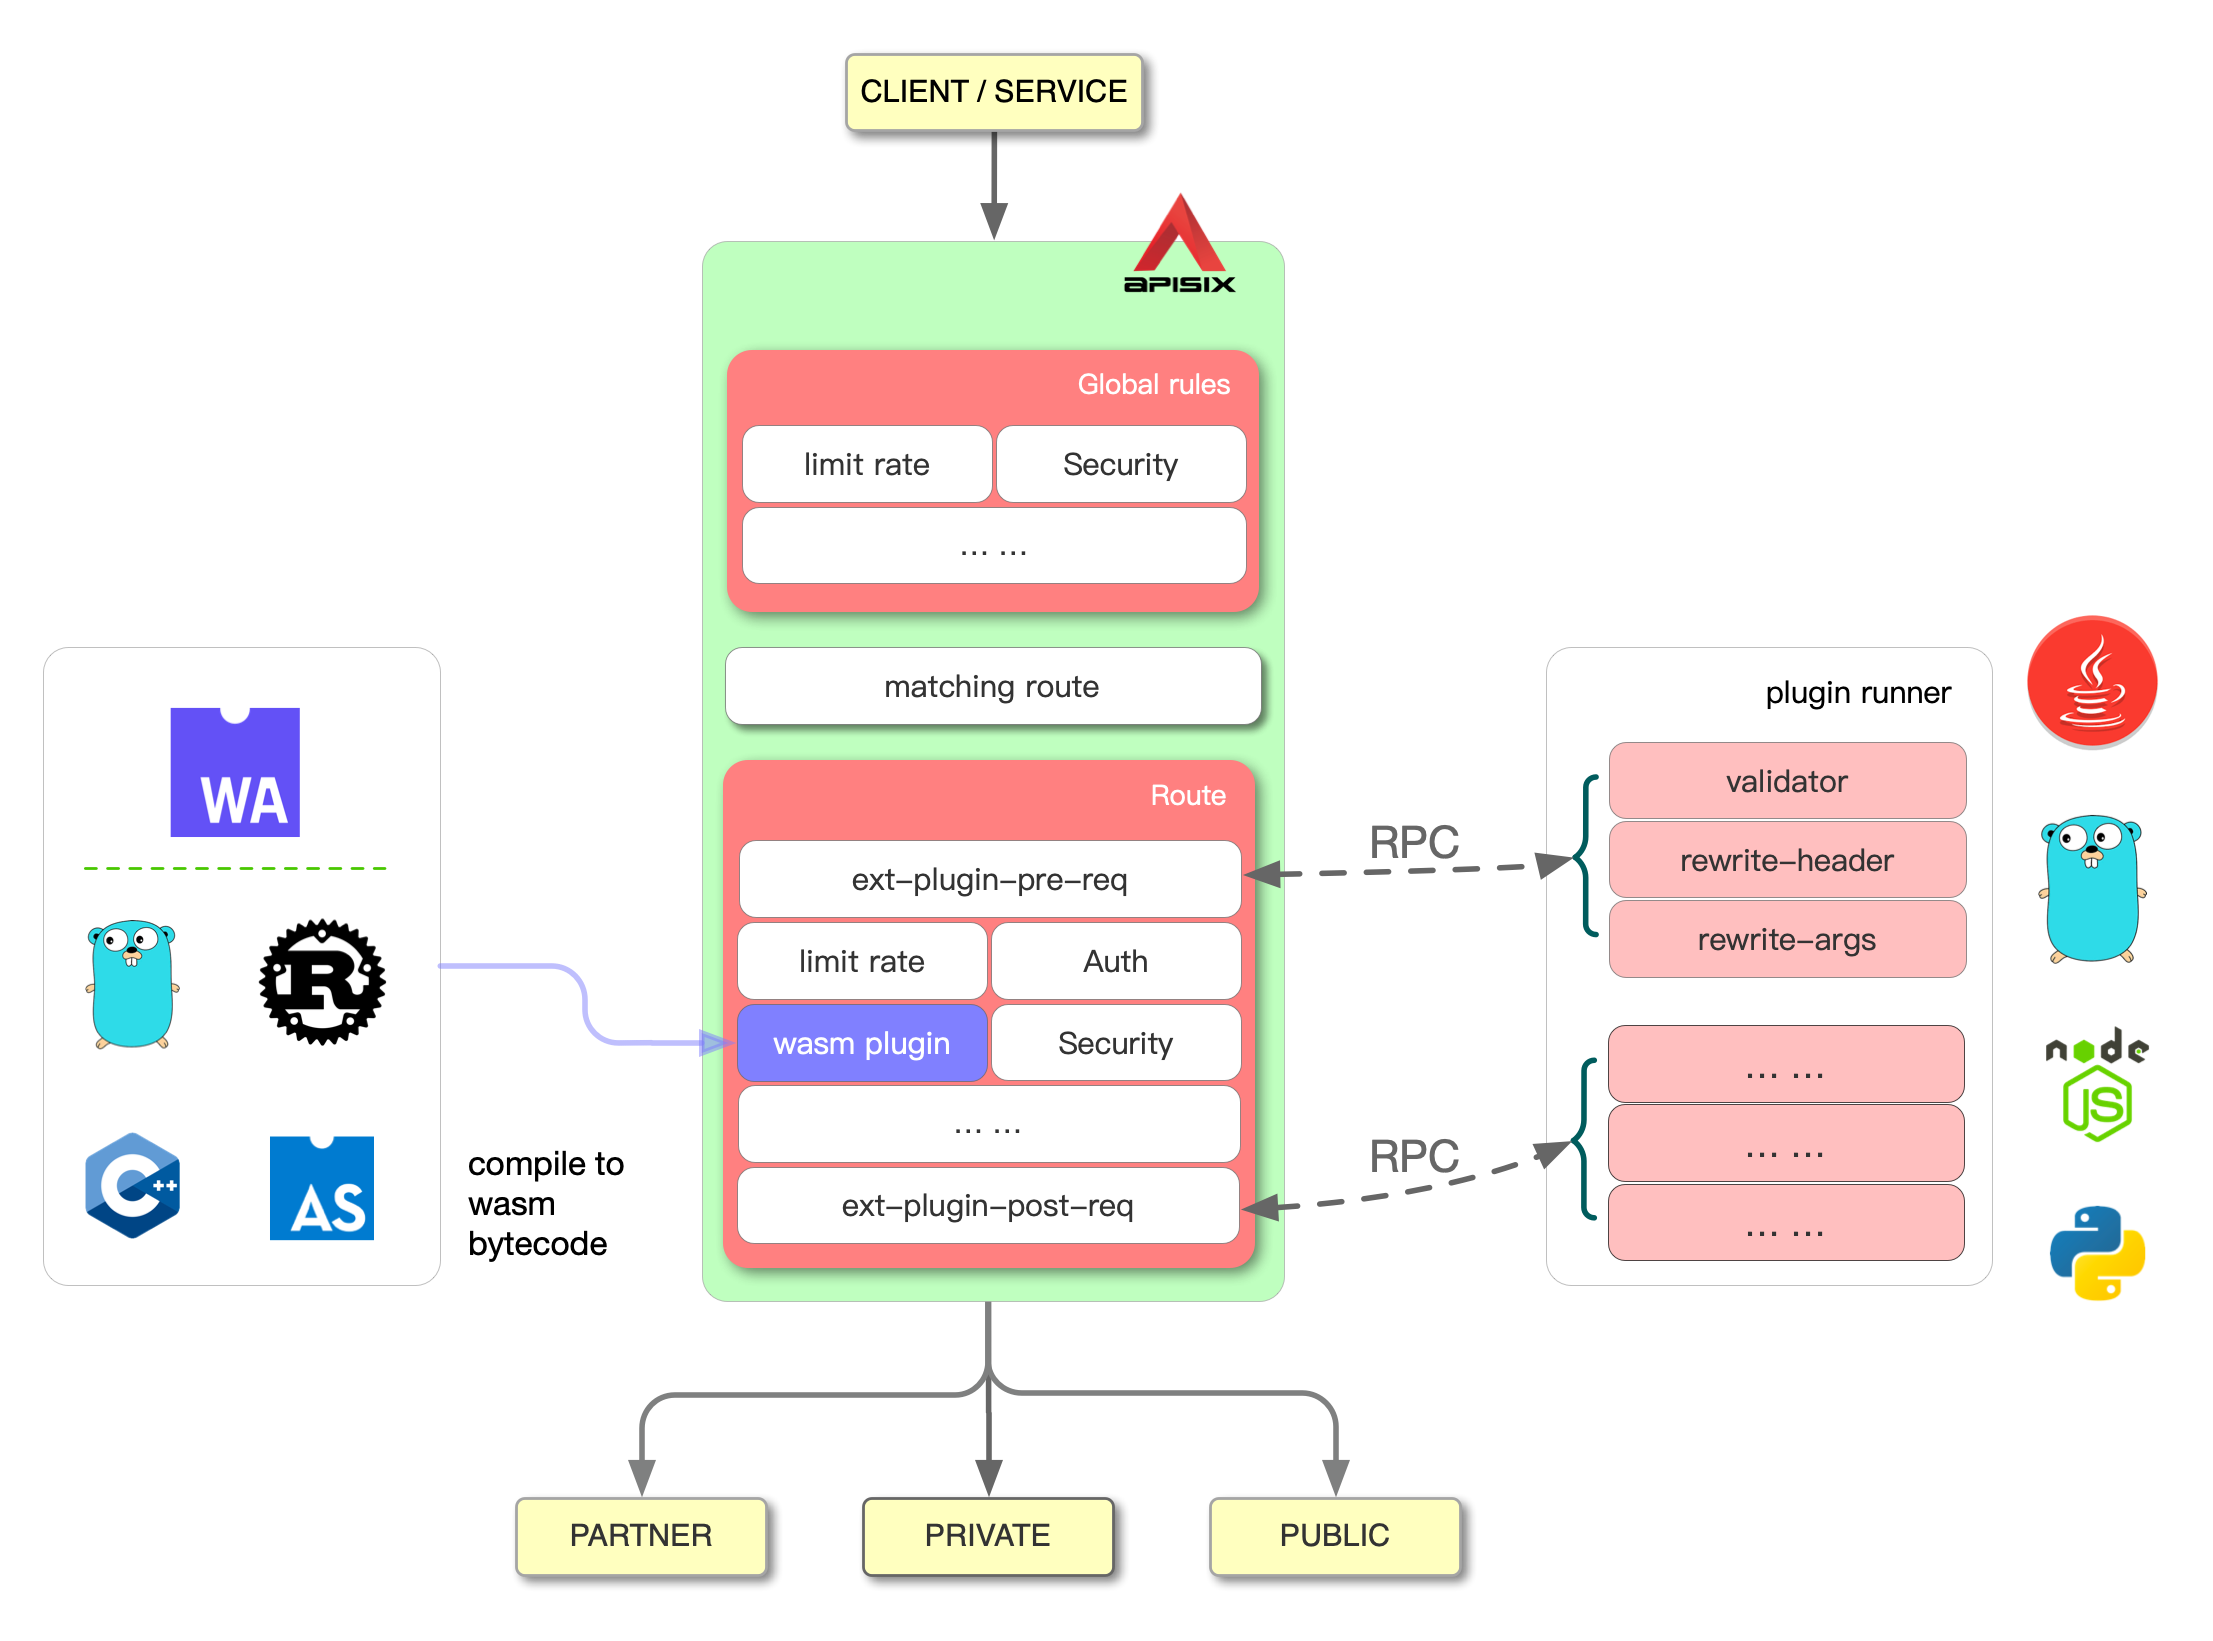 CLIENT / SERVICE
APISIX
Global rules
limit rate
Security
... ...
matching route
Route
ext-plugin-pre-req
limit rate
Auth
wasm plugin
Security
... ...
ext-plugin-post-req
WA
R
C++
AS
compile to
wasm
bytecode
RPC
RPC
plugin runner
validator
rewrite-header
rewrite-args
... ...
... ...
... ...
node
JS
PARTNER
PRIVATE
PUBLIC